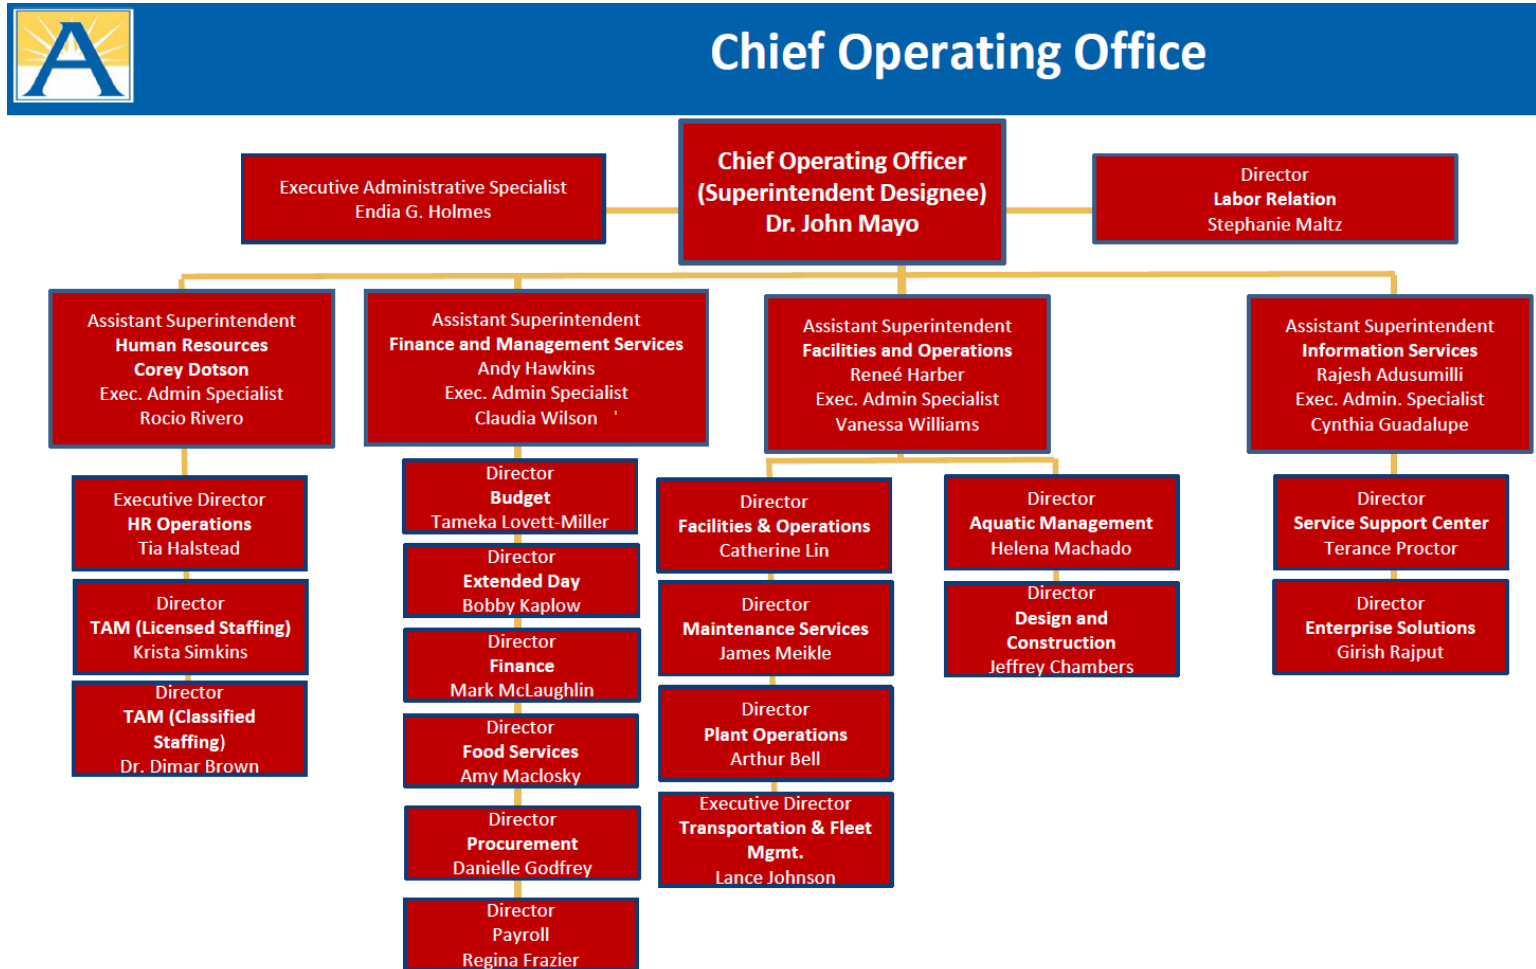 A
Chief Operating Office
Chief Operating Officer
(Superintendent Designee)
Dr. John Mayo
Executive Administrative Specialist
Endia G. Holmes
Director
Labor Relation
Stephanie Maltz
Assistant Superintendent
Human Resources
Corey Dotson
Exec. Admin Specialist
Rocio Rivero
Assistant Superintendent
Finance and Management Services
Andy Hawkins
Exec. Admin Specialist
Claudia Wilson '
Assistant Superintendent
Facilities and Operations
Reneé Harber
Exec. Admin Specialist
Vanessa Williams
Assistant Superintendent
Information Services
Rajesh Adusumilli
Exec. Admin. Specialist
Cynthia Guadalupe
Executive Director
HR Operations
Tia Halstead
Director
TAM (Licensed Staffing)
Krista Simkins
Director
TAM (Classified
Staffing)
Dr. Dimar Brown
Director
Budget
Tameka Lovett-Miller
Director
Extended Day
Bobby Kaplow
Director
Finance
Mark McLaughlin
Director
Food Services
Amy Maclosky
Director
Procurement
Danielle Godfrey
Director
Payroll
Regina Frazier
Director
Facilities & Operations
Catherine Lin
Director
Maintenance Services
James Meikle
Director
Plant Operations
Arthur Bell
Executive Director
Transportation & Fleet
Mgmt.
Lance Johnson
Director
Aquatic Management
Helena Machado
Director
Design and
Construction
Jeffrey Chambers
Director
Service Support Center
Terance Proctor
Director
Enterprise Solutions
Girish Rajput